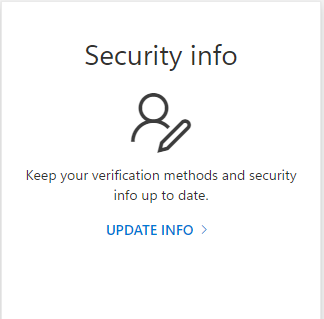 Security info
Keep your verification methods and security
info up to date.
UPDATE INFO